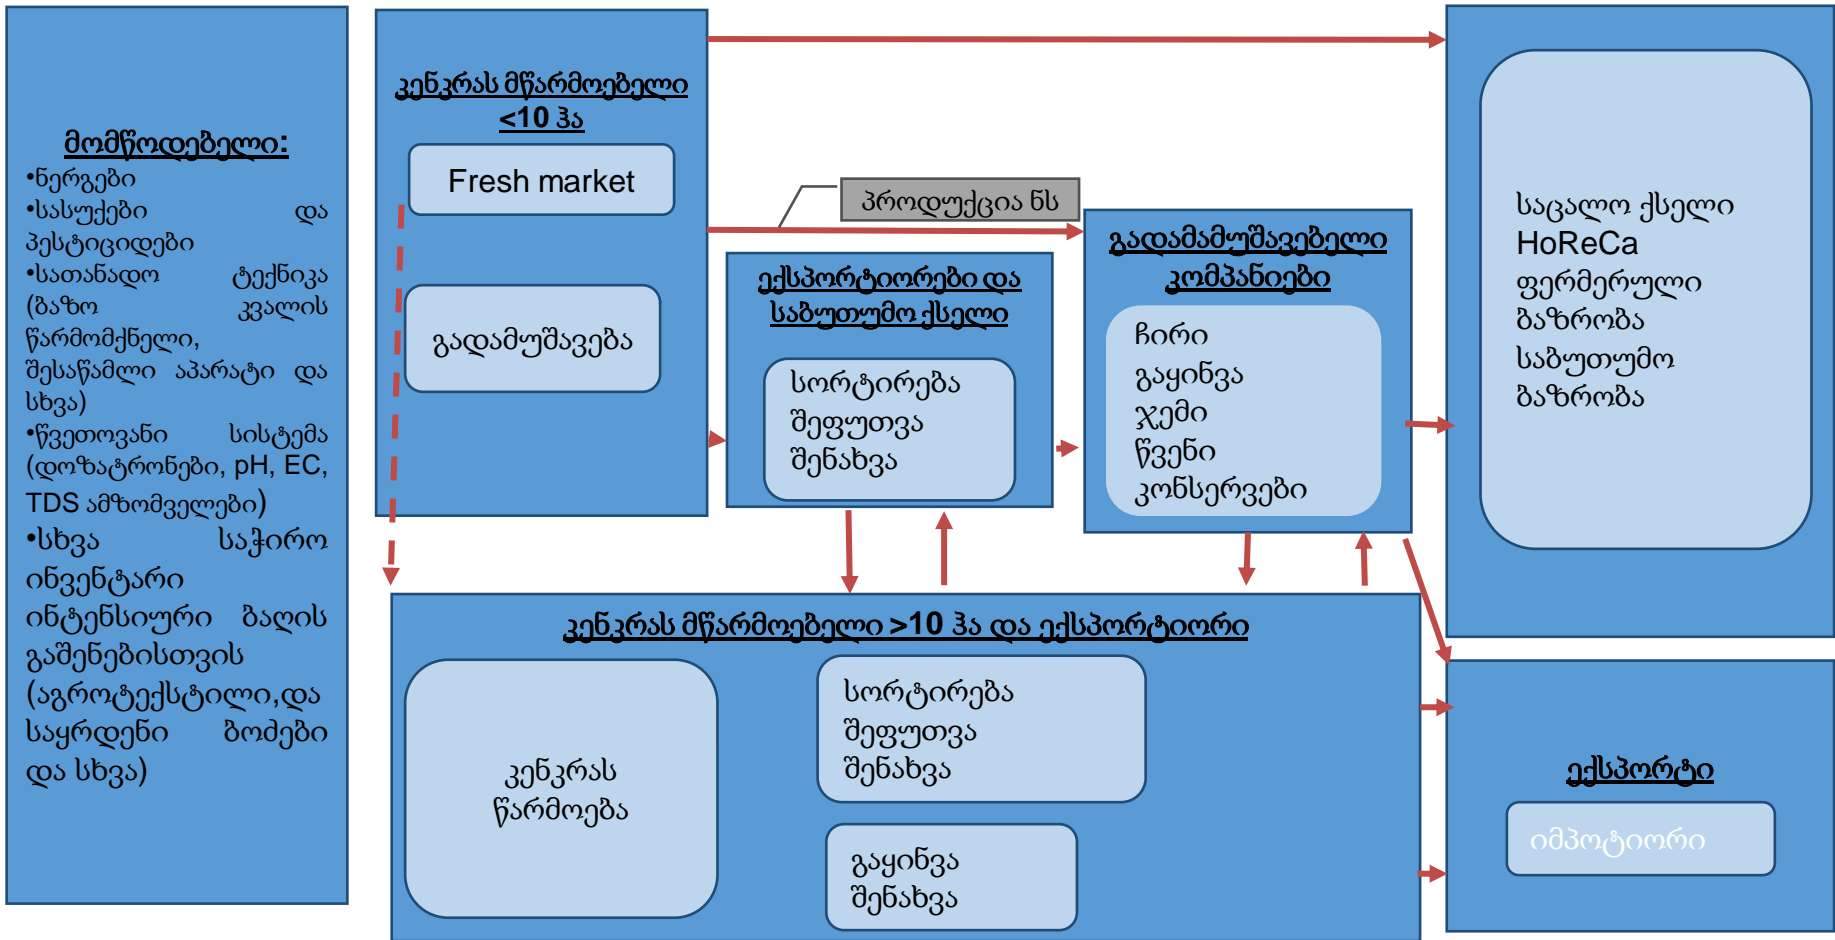 მომწოდებელი:
•ნერგები
•სასუქები და
პესტიციდები
•სათანადო ტექნიკა
(ბაზო კვალის
წარმომქნელი,
შესაწამლი აპარატი და
სხვა)
•წვეთოვანი სისტემა
(დოზატრონები, pH, EC,
TDS ამზომველები)
•სხვა საჭირო
ინვენტარი
ინტენსიური ბაღის
გაშენებისთვის
(აგროტექსტილი,და
საყრდენი ბოძები
და სხვა)
კენკრას მწარმოებელი
<10 ჰა
Fresh market
გადამუშავება
პროდუქცია ნს
ექსპორტიორები და
საბუთუმო ქსელი
სორტირება
შეფუთვა
შენახვა
გადამამუშავებელი
კომპანიები
ჩირი
გაყინვა
ჯემი
წვენი
კონსერვები
საცალო ქსელი
HoReCa
ფერმერული
ბაზრობა
საბუთუმო
ბაზრობა
კენკრას მწარმოებელი >10 ჰა და ექსპორტიორი
კენკრას
წარმოება
სორტირება
შეფუთვა
შენახვა
გაყინვა
შენახვა
ექსპორტი
იმპოტიორი